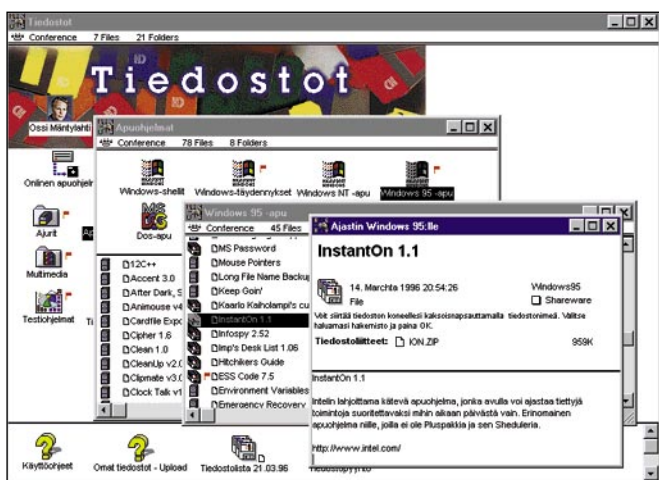 Tiedostot
Conference 7 Files 21 Folders
Tiedostot
Ossi Mäntylahti
Onlinen apuohjelr
Ajurit
Multimedia
Testiohjelmat
Apuohjelmat
Conference 78 Files 8 Folders
Windows-shellit
Windows-täydennykset
Windows NT -apu
Windows 95 -apu
Dos-apu
12C++
Accent 3.0
After Dark, S
Animouse v4
Cardfile Expo
Cipher 1.6
Clean 1.0
CleanUp v2.0
Clipmate v3.0
Clock Talk v1
Windows 95 -apu
Conference 45 Files
MS Password
Mouse Pointers
Long File Name Backup
Keep Goin'
Kaarlo Kaiholampi's cu
InstantOn 1.1
Infospy 2.52
Imp's Desk List 1.06
Hitchikers Guide
ESS Code 7.5
Environment Variables
Emergency Recovery
Ajastin Windows 95:lle
InstantOn 1.1
14. Marchta 1996 20:54:26
File
Windows95
Shareware
Voit siirtää tiedoston koneellesi kaksoisnapsauttamalla tiedostonimeä. Valitse
haluamasi hakemisto ja paina OK.
Tiedostoliitteet: ION.ZIP 959K
InstantOn 1.1
Intelin lahjoittama kätevä apuohjelma, jonka avulla voi ajastaa tiettyjä
toimintoja suoritettavaksi mihin aikaan päivästä vain. Erinomainen
apuohjelma niille, joilla ei ole Pluspakkia ja sen Sheduleria.
http://www.intel.com/
Käyttöohjeet
Omat tiedostot - Upload
Tiedostolista 21.03.96
Tiedostopyyntö